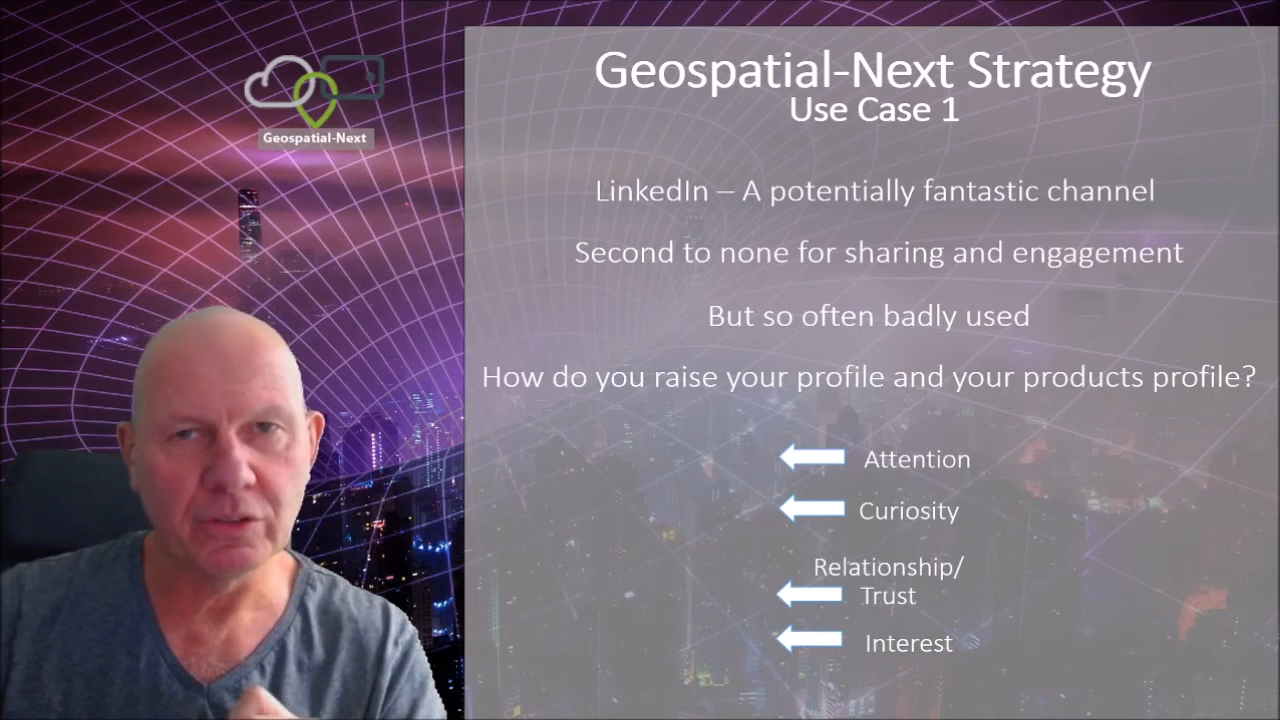 Geospatial-Next
Geospatial-Next Strategy
Use Case 1
LinkedIn – A potentially fantastic channel
Second to none for sharing and engagement
But so often badly used
How do you raise your profile and your products profile?
Attention
Curiosity
Relationship/
Trust
Interest